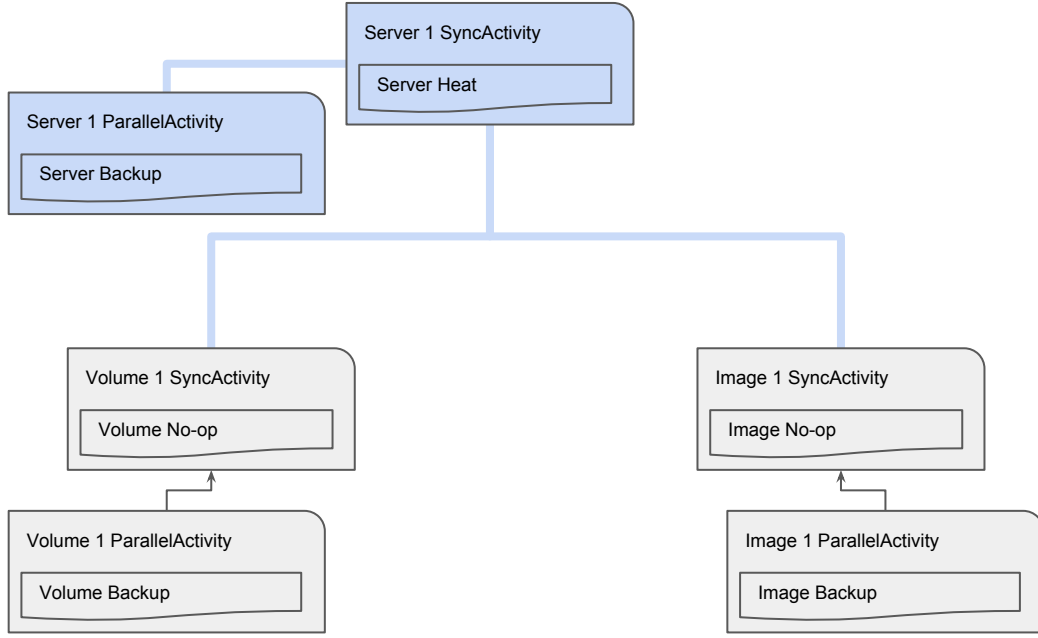 Server 1 SyncActivity
Server Heat
Server 1 ParallelActivity
Server Backup
Volume 1 SyncActivity
Volume No-op
Image 1 SyncActivity
Image No-op
Volume 1 ParallelActivity
Volume Backup
Image 1 ParallelActivity
Image Backup